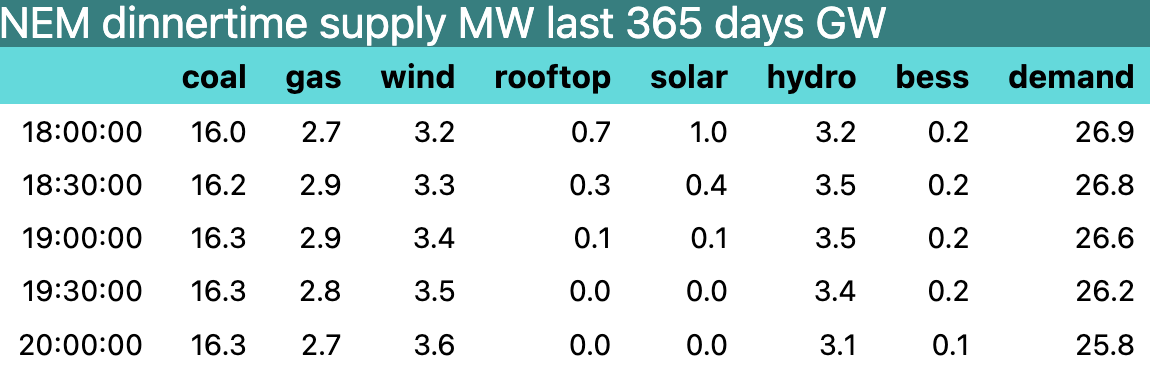 NEM dinnertime supply MW last 365 days GW
coal gas wind rooftop solar hydro bess demand
18:00:00 16.0 2.7 3.2 0.7 1.0 3.2 0.2 26.9
18:30:00 16.2 2.9 3.3 0.3 0.4 3.5 0.2 26.8
19:00:00 16.3 2.9 3.4 0.1 0.1 3.5 0.2 26.6
19:30:00 16.3 2.8 3.5 0.0 0.0 3.4 0.2 26.2
20:00:00 16.3 2.7 3.6 0.0 0.0 3.1 0.1 25.8